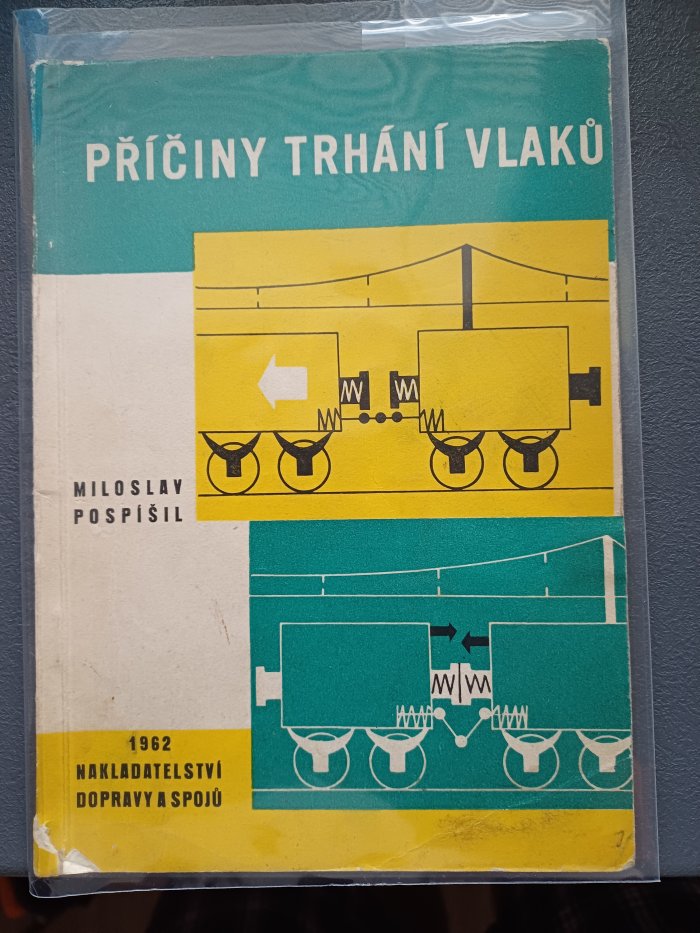 PŘÍČINY TRHÁNÍ VLAKŮ
MILOSLAV
POSPÍŠIL
1962
NAKLADATELSTVÍ
DOPRAVY A SPOJŮ